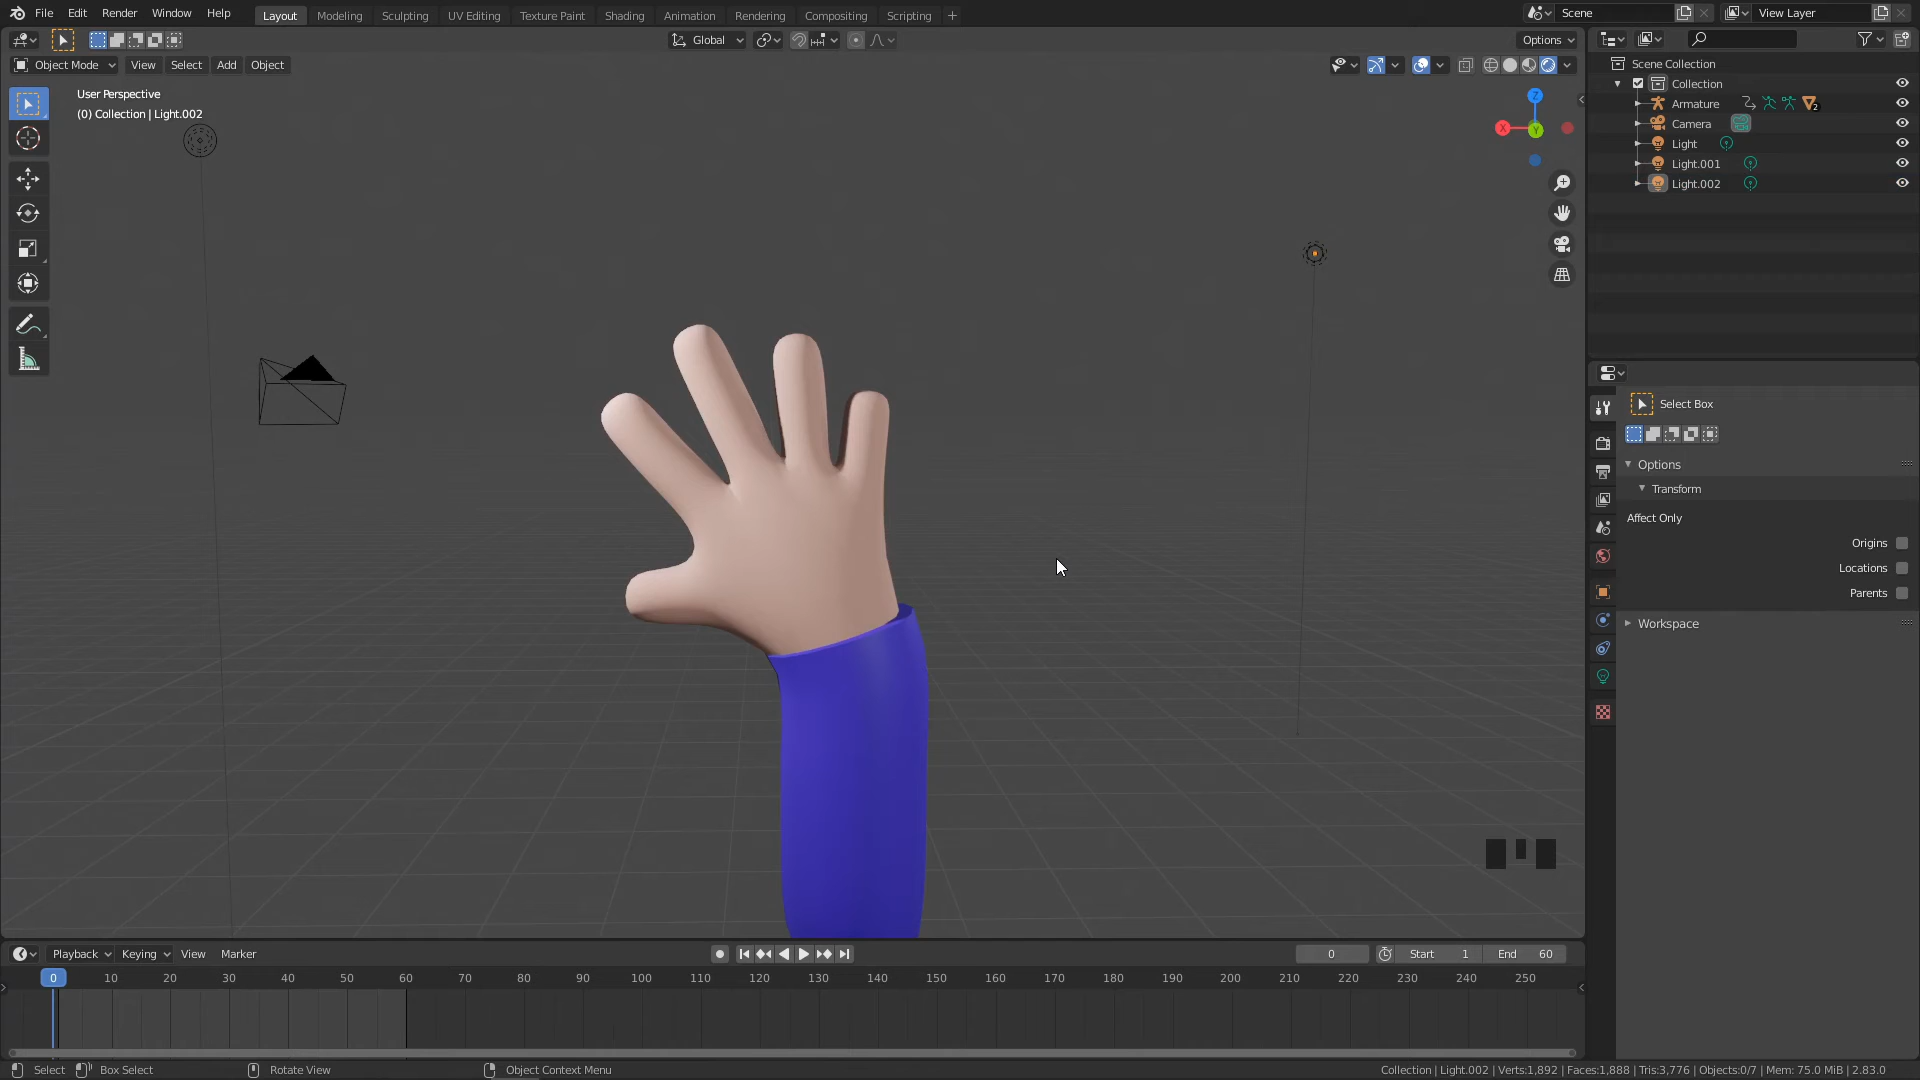 File Edit Render Window Help Layout Modeling Sculpting UV Editing Texture Paint Shading Animation Rendering Compositing Scripting + Scene View Layer
Global Options
Object Mode View Select Add Object
User Perspective
(0) Collection | Light.002
Z
X
Y
Scene Collection
Collection
Armature 2
Camera
Light
Light.001
Light.002
Select Box
Options
Transform
Affect Only
Origins
Locations
Parents
Workspace
Playback Keying View Marker 0 Start 1 End 60
0 10 20 30 40 50 60 70 80 90 100 110 120 130 140 150 160 170 180 190 200 210 220 230 240 250
Select Box Select Rotate View Object Context Menu Collection | Light.002 | Verts:1,892 | Faces:1,888 | Tris:3,776 | Objects:0/7 | Mem: 75.0 MiB | 2.83.0